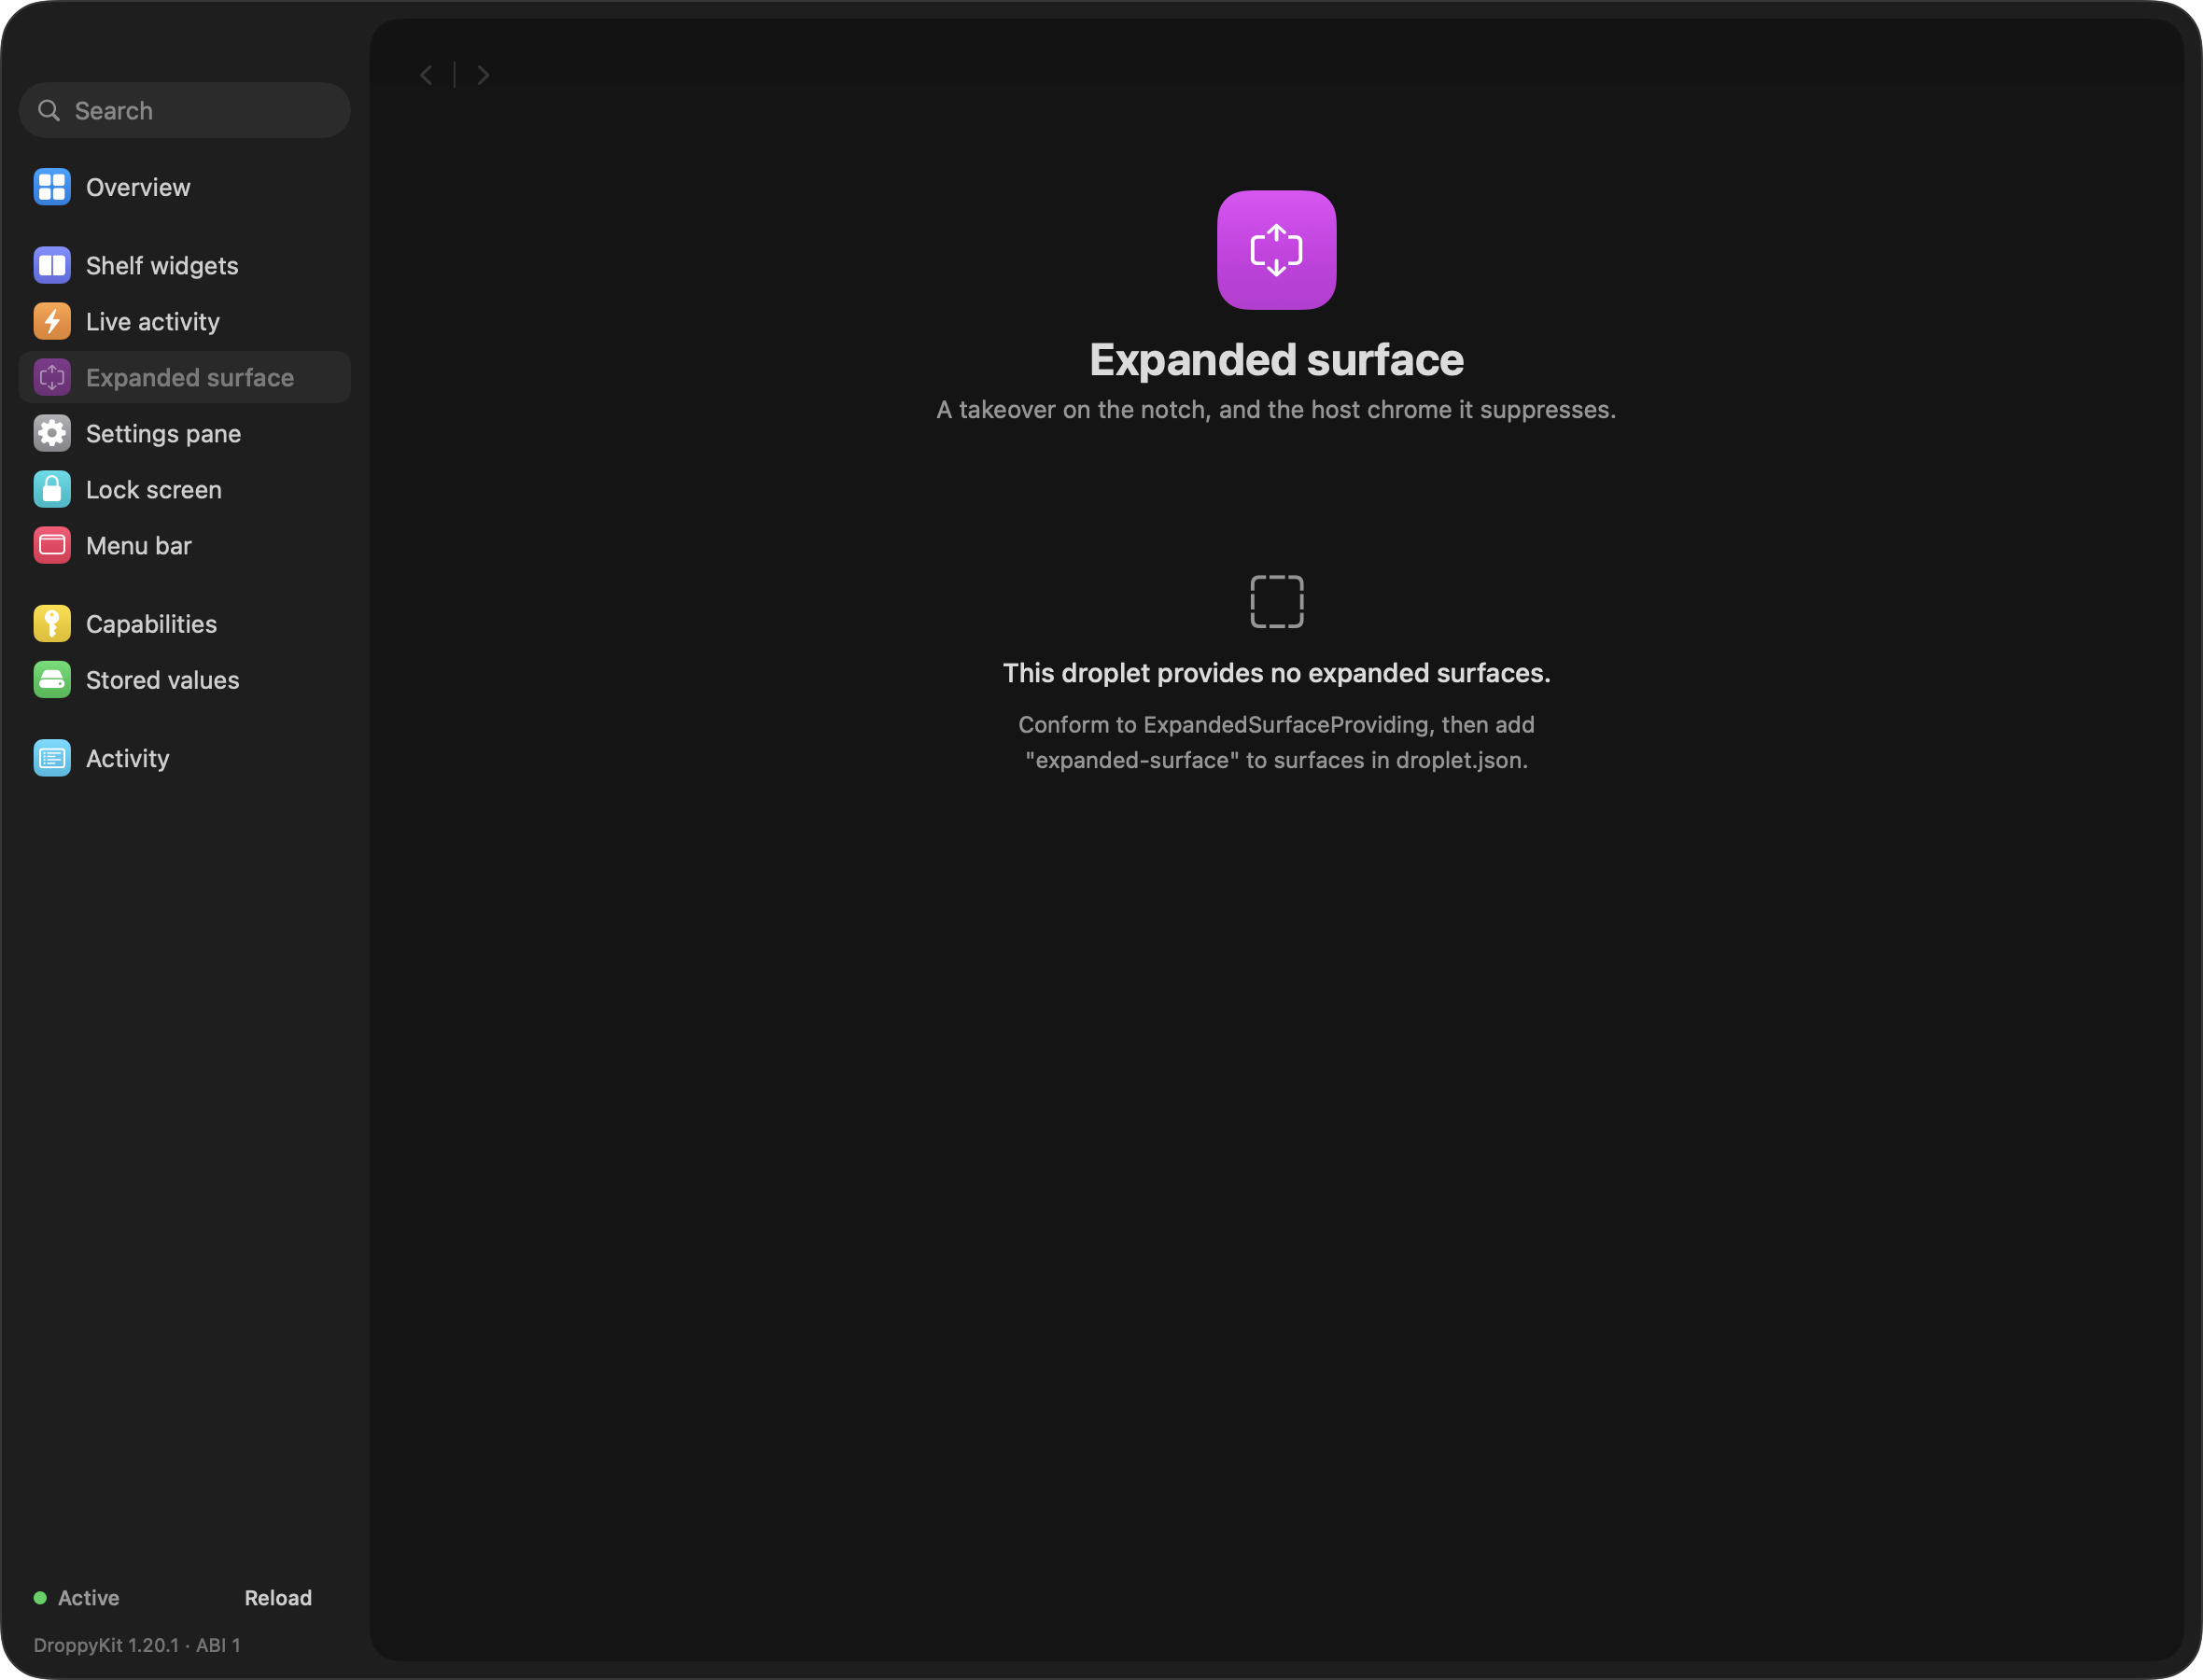 Search
Overview
Shelf widgets
Live activity
Expanded surface
Settings pane
Lock screen
Menu bar
Capabilities
Stored values
Activity
Active
Reload
DroppyKit 1.20.1 · ABI 1
Expanded surface
A takeover on the notch, and the host chrome it suppresses.
This droplet provides no expanded surfaces.
Conform to ExpandedSurfaceProviding, then add
"expanded-surface" to surfaces in droplet.json.